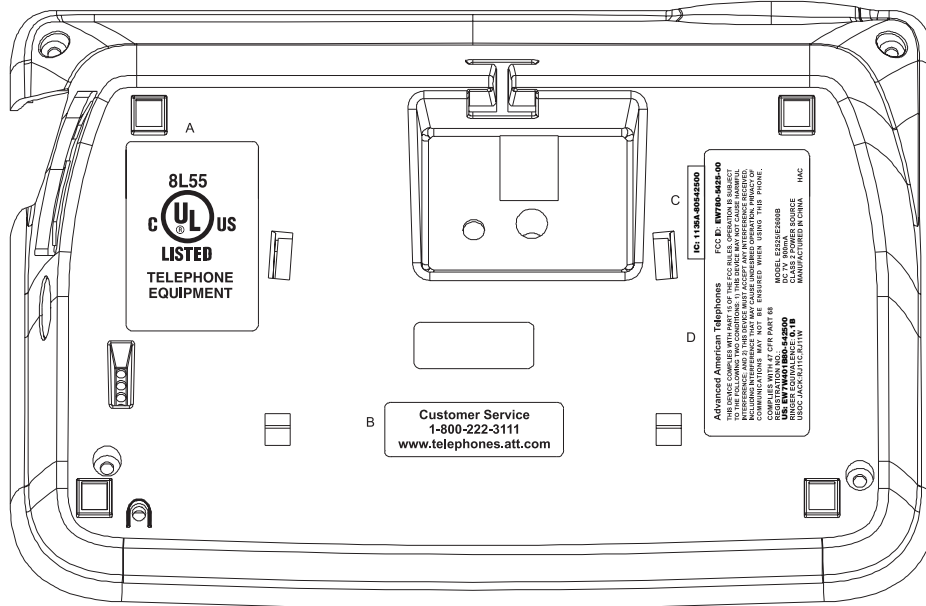 A
8L55
C UL US
®
LISTED
TELEPHONE
EQUIPMENT
B
Customer Service
1-800-222-3111
www.telephones.att.com
C
IC: 1135A-80542500
D
Advanced American Telephones FCC ID: EW780-5425-00
THIS DEVICE COMPLIES WITH PART 15 OF THE FCC RULES. OPERATION IS SUBJECT
TO THE FOLLOWING TWO CONDITIONS: 1) THIS DEVICE MAY NOT CAUSE HARMFUL
INTERFERENCE; AND 2) THIS DEVICE MUST ACCEPT ANY INTERFERENCE RECEIVED,
INCLUDING INTERFERENCE THAT MAY CAUSE UNDESIRED OPERATION. PRIVACY OF
COMMUNICATIONS MAY NOT BE ENSURED WHEN USING THIS PHONE.
COMPLIES WITH 47 CFR PART 68
REGISTRATION NO.: MODEL E2525/E2600B
US: EW7W401B80-542500 DC 7V 900mA
RINGER EQUIVALENCE: 0.1B CLASS 2 POWER SOURCE
USOC JACK:RJ11C,RJ11W MANUFACTURED IN CHINA HAC